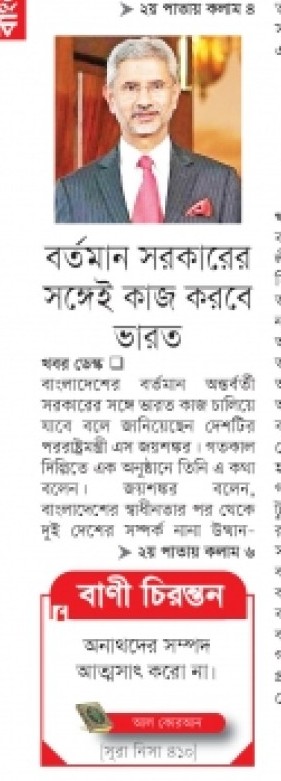 ➤ ২য় পাতায় কলাম ৪
বর্তমান সরকারের
সঙ্গেই কাজ করবে
ভারত
খবর ডেস্ক ❏
বাংলাদেশের বর্তমান অন্তর্বর্তী
সরকারের সঙ্গে ভারত কাজ চালিয়ে
যাবে বলে জানিয়েছেন দেশটির
পররাষ্ট্রমন্ত্রী এস জয়শঙ্কর। গতকাল
দিল্লিতে এক অনুষ্ঠানে তিনি এ কথা
বলেন। জয়শঙ্কর বলেন,
বাংলাদেশের স্বাধীনতার পর থেকে
দুই দেশের সম্পর্ক নানা উত্থান-
➤ ২য় পাতায় কলাম ৬
বাণী চিরন্তন
অনাথদের সম্পদ
আত্মসাৎ করো না।
আল কোরআন
[সুরা নিসা ৪১০]